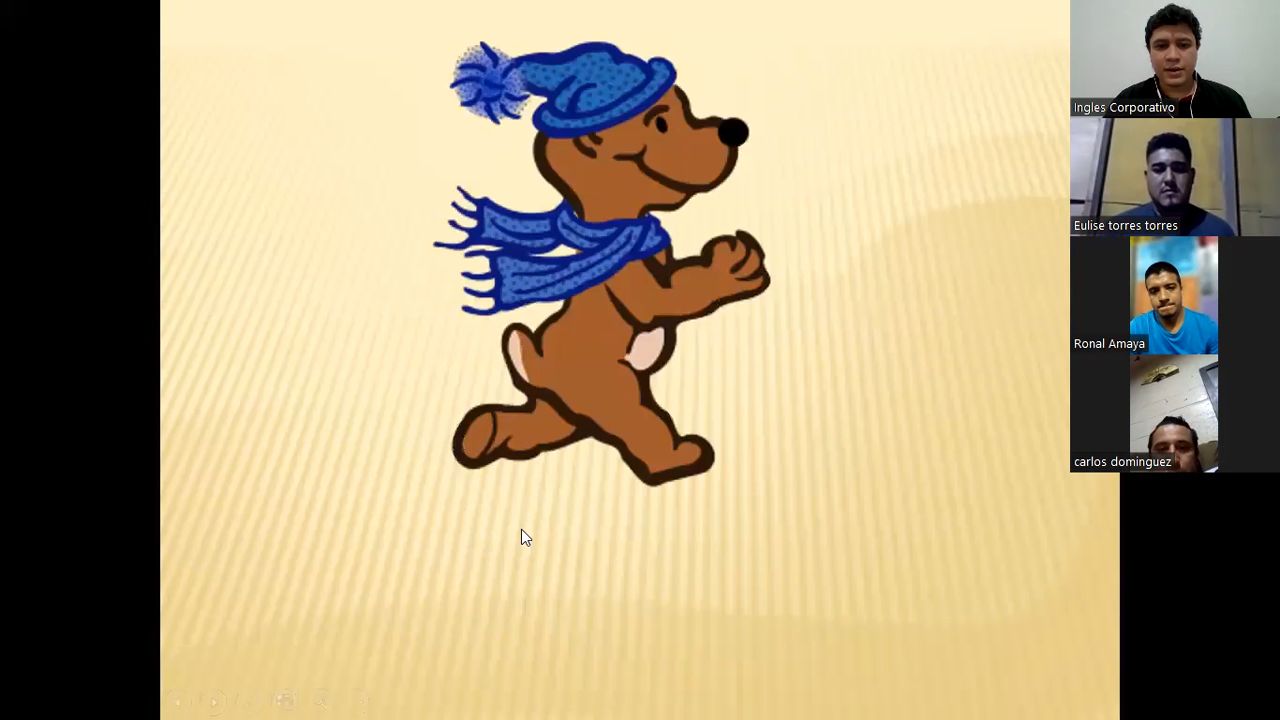 Ingles Corporativo
Eulise torres torres
Ronal Amaya
carlos dominguez